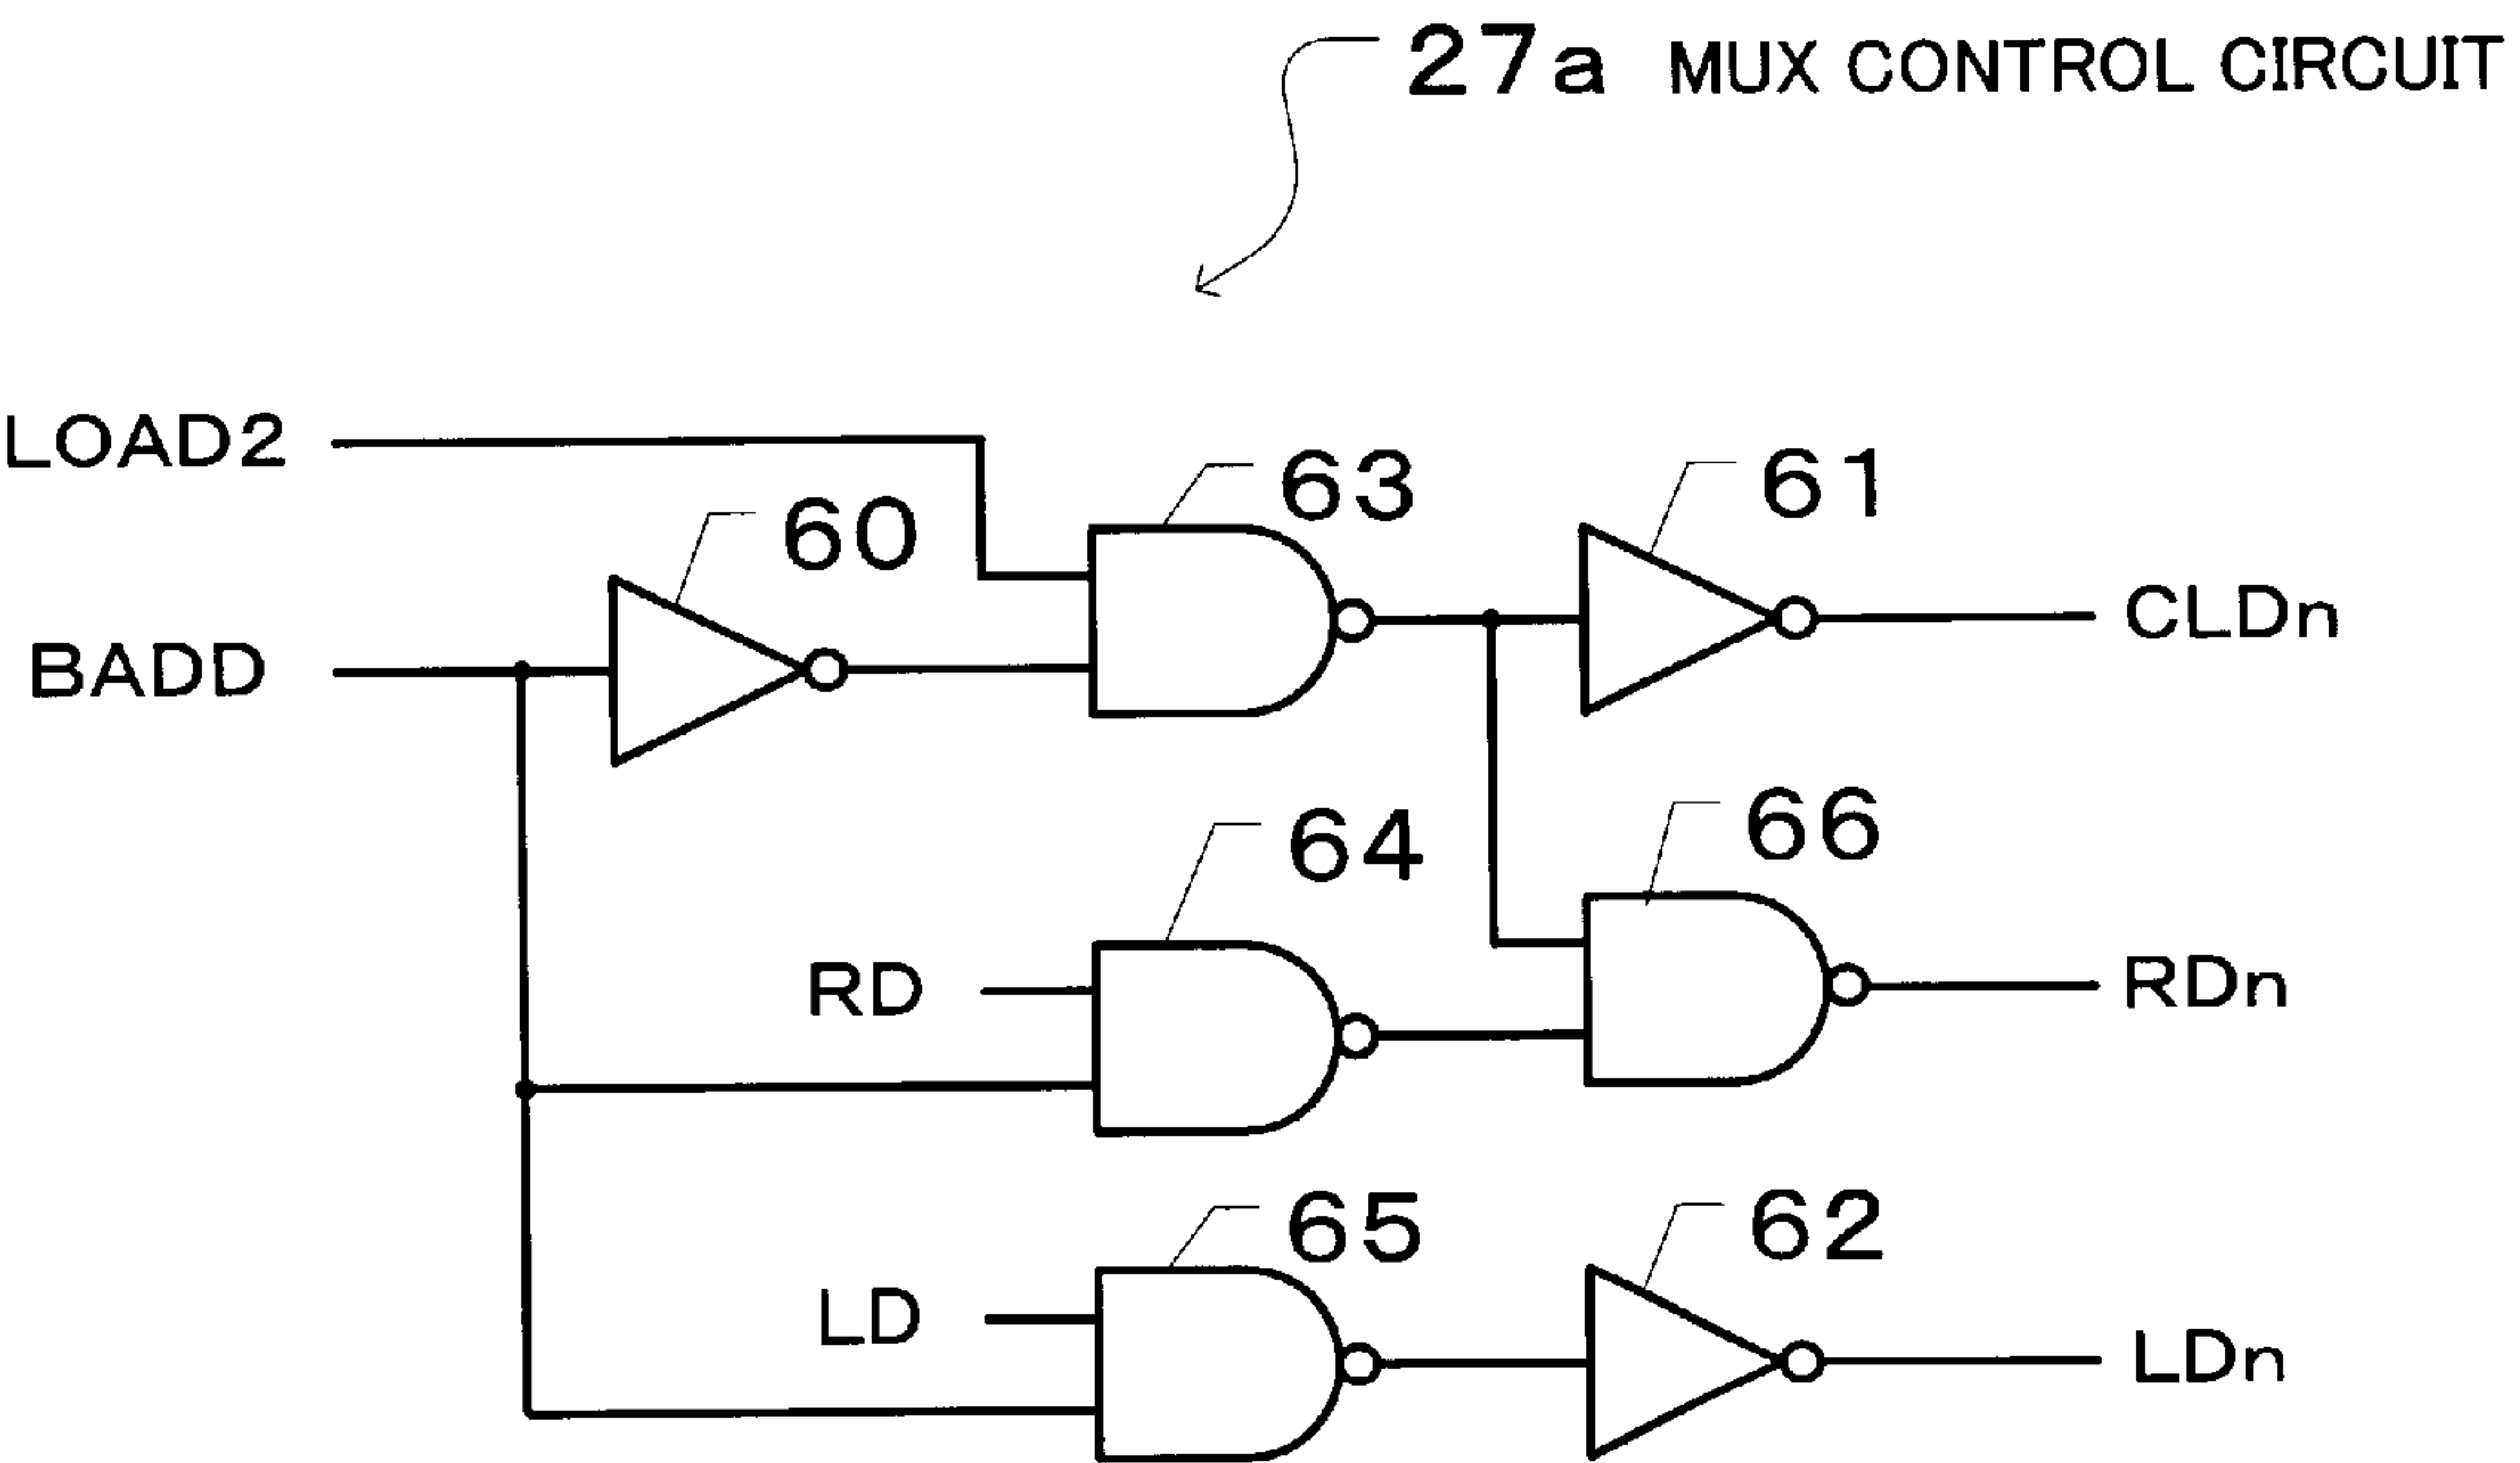 27a MUX CONTROL CIRCUIT
LOAD2
60
63
61
BADD
CLDn
64
66
RD
RDn
65
62
LD
LDn